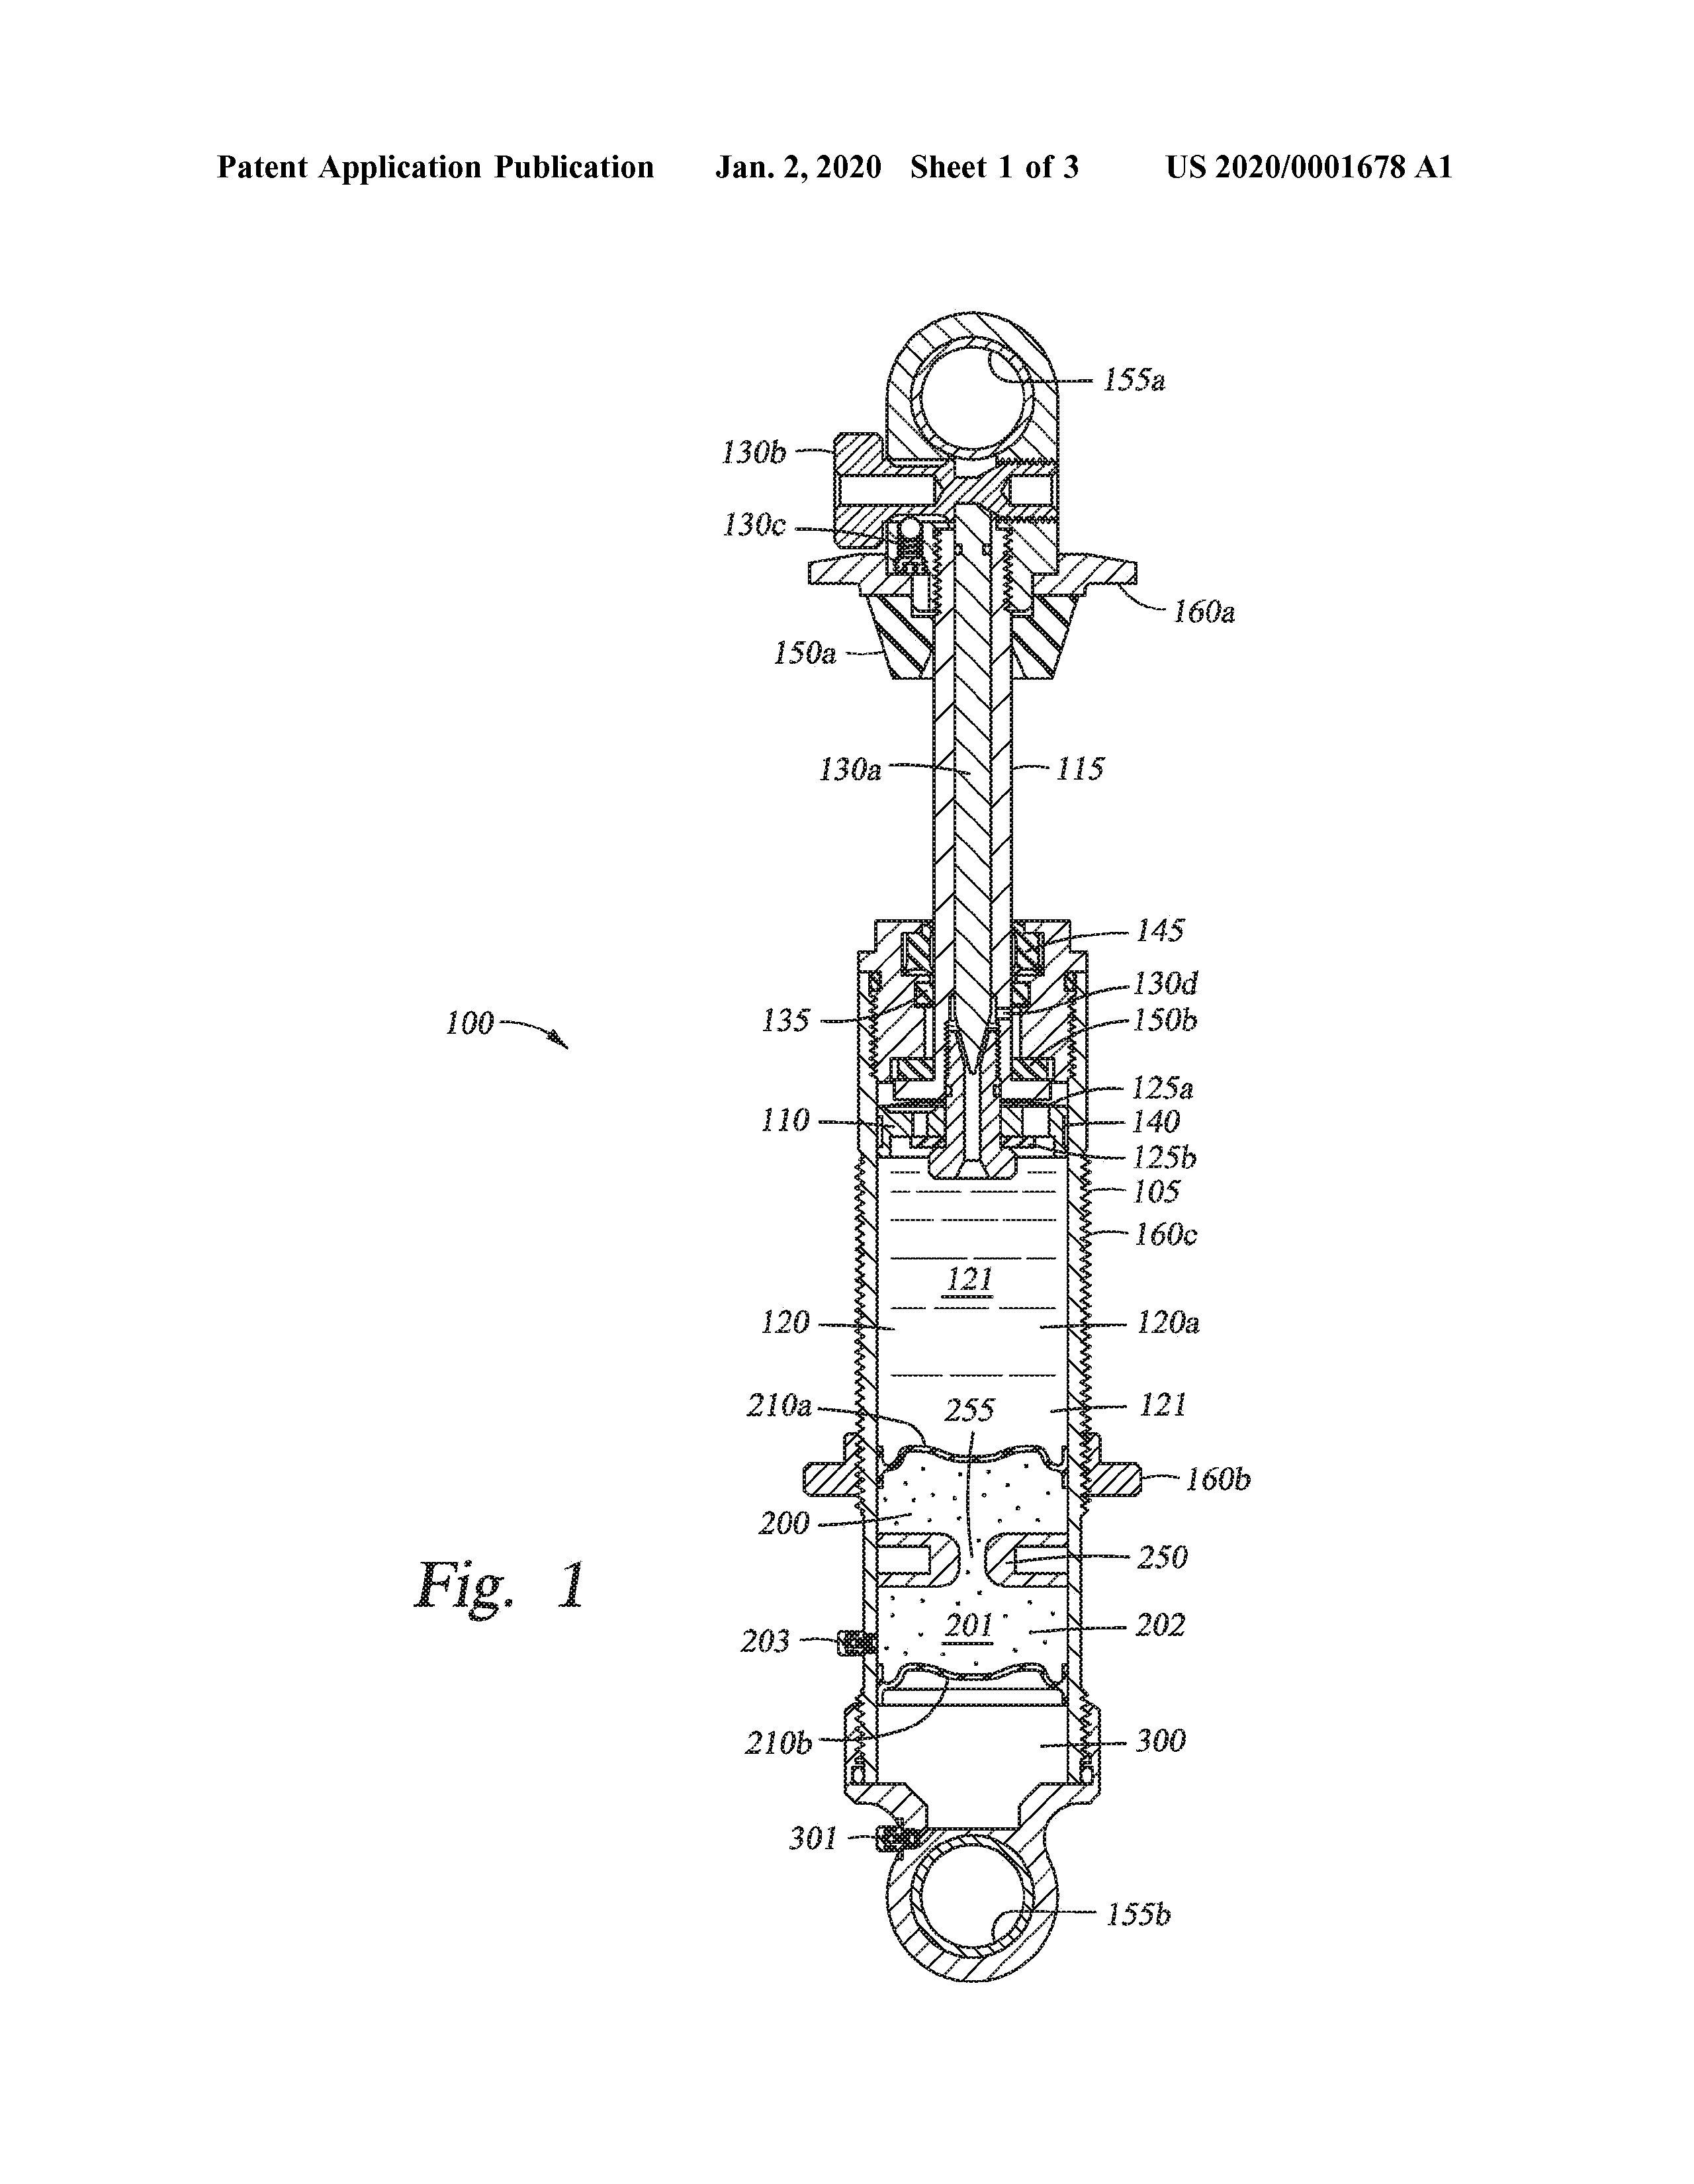 Patent Application Publication Jan. 2, 2020 Sheet 1 of 3 US 2020/0001678 A1
155a
130b
130c
160a
150a
130a 115
145
130d
100 135 150b
125a
110 140
125b
105
160c
121
120 120a
210a 255 121
160b
200
250
Fig. 1
203 201 202
210b 300
301
155b